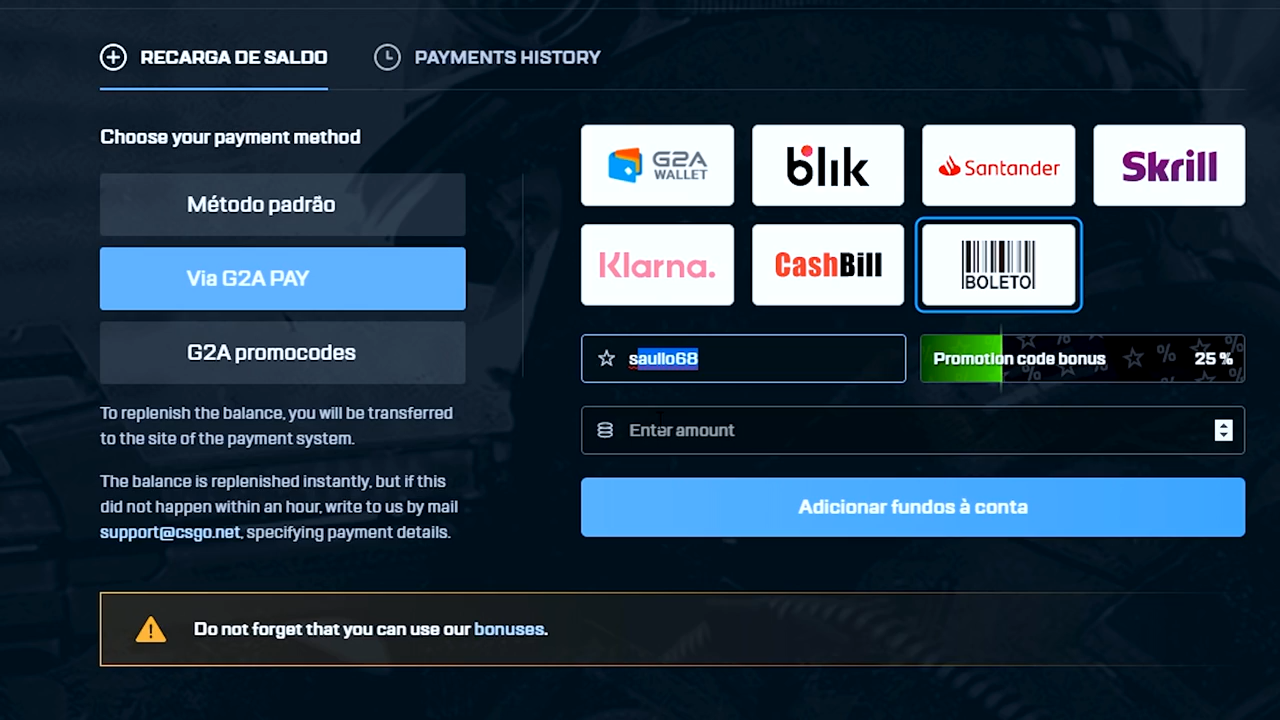 RECARGA DE SALDO
PAYMENTS HISTORY
Choose your payment method
Método padrão
Via G2A PAY
G2A promocodes
To replenish the balance, you will be transferred
to the site of the payment system.
The balance is replenished instantly, but if this
did not happen within an hour, write to us by mail
support@csgo.net, specifying payment details.
G2A WALLET
blik
Santander
Skrill
Klarna.
CashBill
BOLETO
saullo68
Promotion code bonus 25 %
Enter amount
Adicionar fundos à conta
Do not forget that you can use our bonuses.